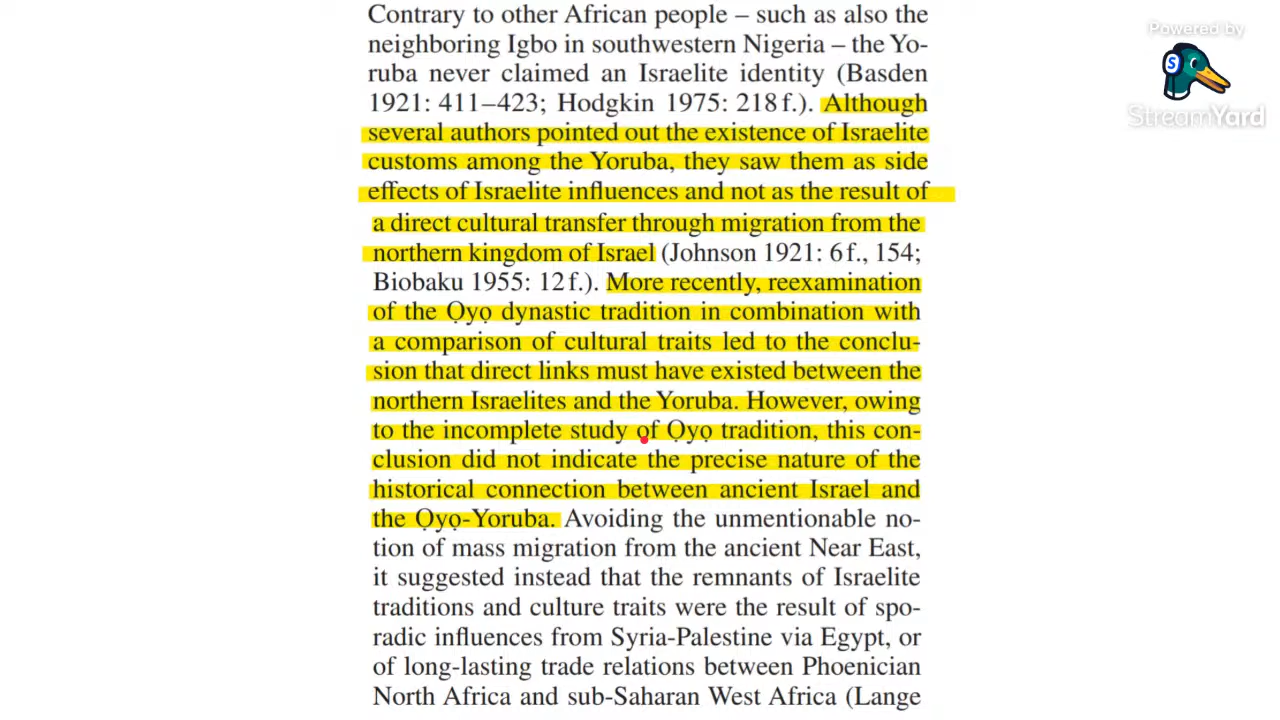 Contrary to other African people – such as also the
neighboring Igbo in southwestern Nigeria – the Yo-
ruba never claimed an Israelite identity (Basden
1921: 411–423; Hodgkin 1975: 218 f.). Although
several authors pointed out the existence of Israelite
customs among the Yoruba, they saw them as side
effects of Israelite influences and not as the result of
a direct cultural transfer through migration from the
northern kingdom of Israel (Johnson 1921: 6 f., 154;
Biobaku 1955: 12 f.). More recently, reexamination
of the Ọyọ dynastic tradition in combination with
a comparison of cultural traits led to the conclu-
sion that direct links must have existed between the
northern Israelites and the Yoruba. However, owing
to the incomplete study of Ọyọ tradition, this con-
clusion did not indicate the precise nature of the
historical connection between ancient Israel and
the Ọyọ-Yoruba. Avoiding the unmentionable no-
tion of mass migration from the ancient Near East,
it suggested instead that the remnants of Israelite
traditions and culture traits were the result of spo-
radic influences from Syria-Palestine via Egypt, or
of long-lasting trade relations between Phoenician
North Africa and sub-Saharan West Africa (Lange
Powered by
S
StreamYard